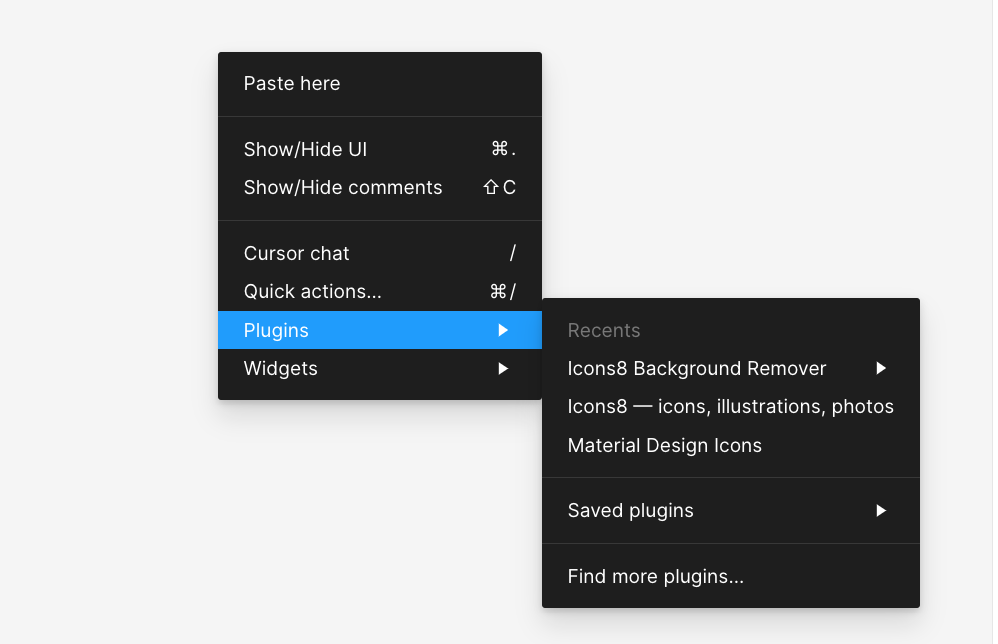 Paste here
Show/Hide UI ⌘.
Show/Hide comments ⇧C
Cursor chat /
Quick actions... ⌘/
Plugins ▶
Widgets ▶
Recents
Icons8 Background Remover ▶
Icons8 — icons, illustrations, photos
Material Design Icons
Saved plugins ▶
Find more plugins...